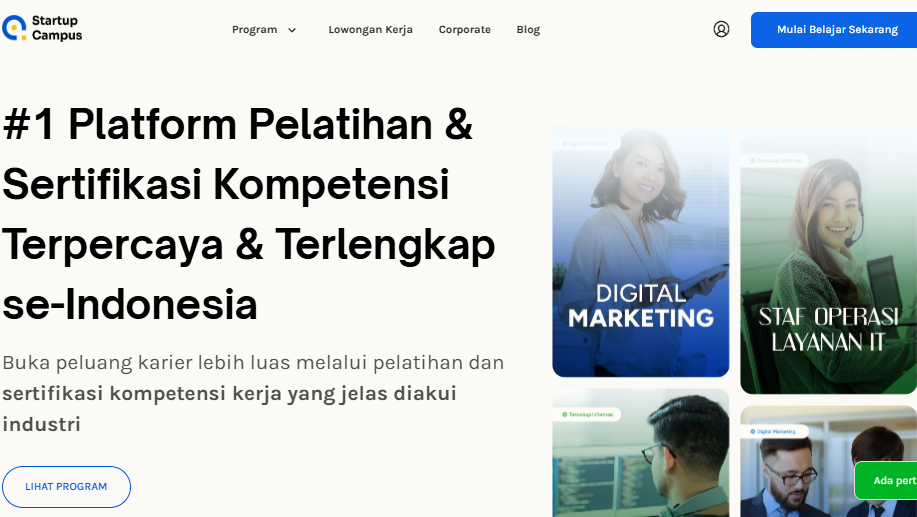 Startup
Campus
Program
Lowongan Kerja
Corporate
Blog
Mulai Belajar Sekarang
#1 Platform Pelatihan &
Sertifikasi Kompetensi
Terpercaya & Terlengkap
se-Indonesia
Buka peluang karier lebih luas melalui pelatihan dan
sertifikasi kompetensi kerja yang jelas diakui
industri
LIHAT PROGRAM
DIGITAL
MARKETING
Teknologi Informasi
STAF OPERASI
LAYANAN IT
Teknologi Informasi
Digital Marketing
Ada pert